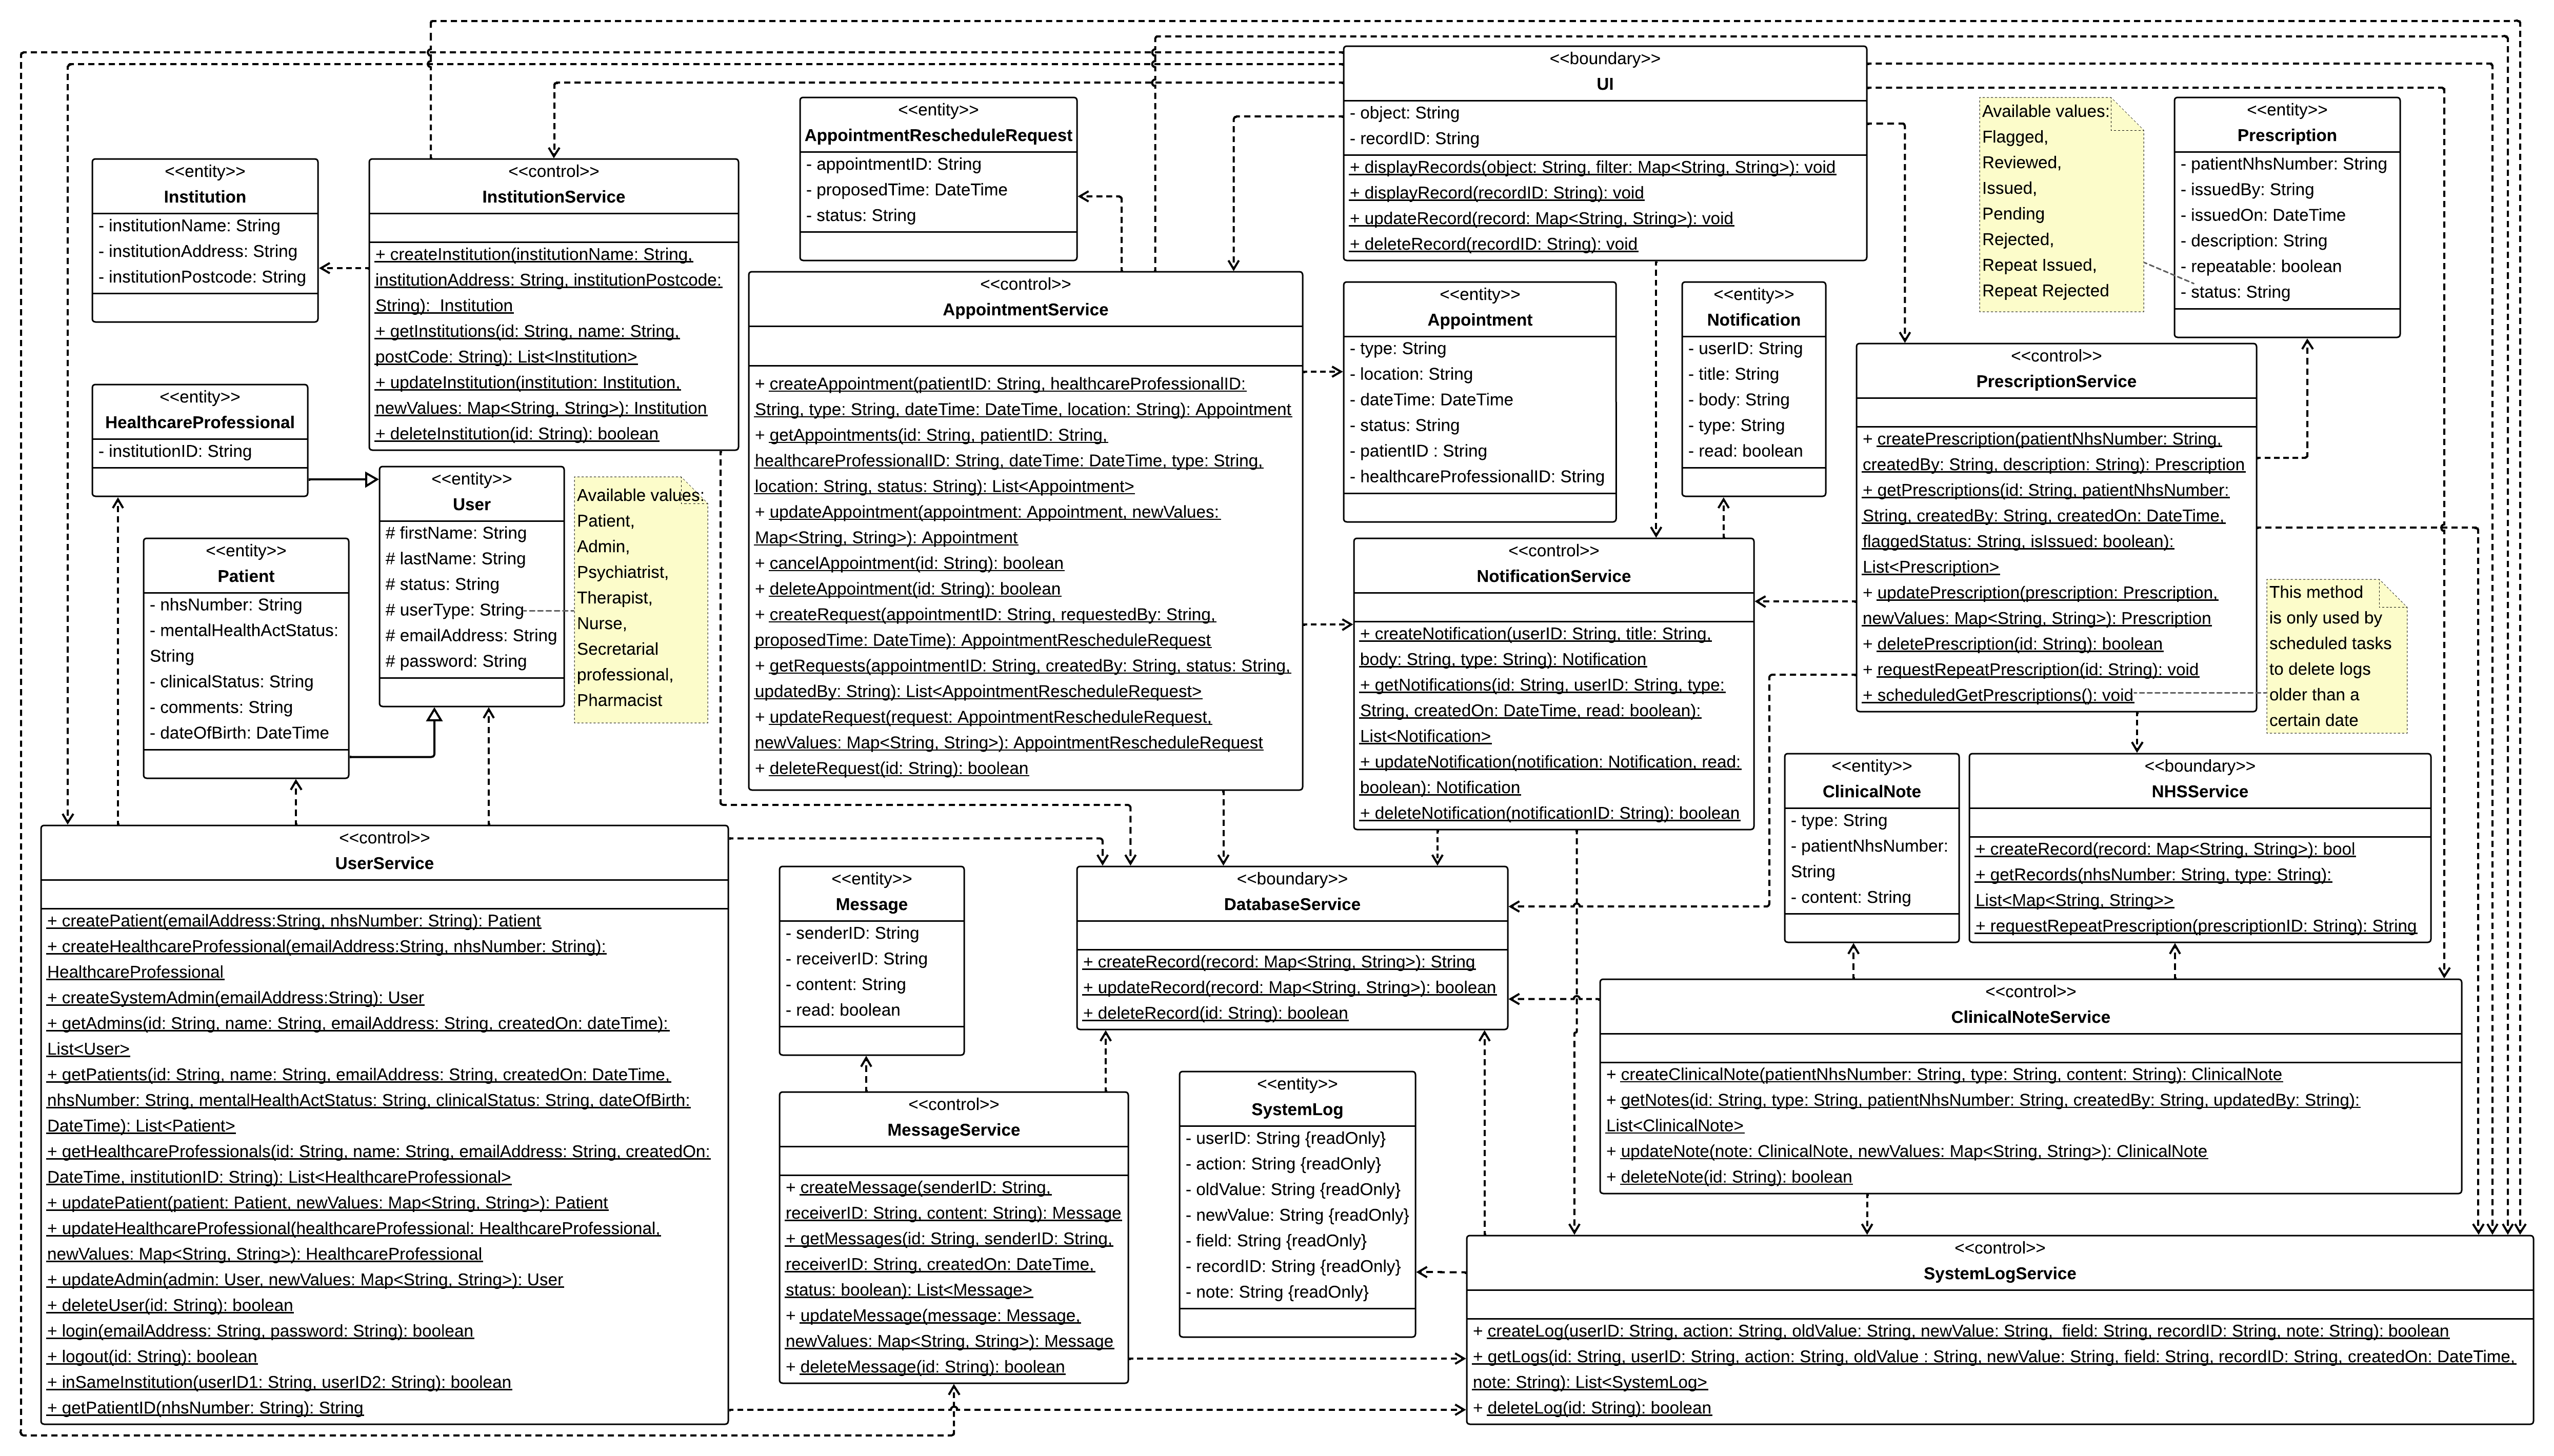 <<boundary>>
UI
- object: String
- recordID: String
+ displayRecords(object: String, filter: Map<String, String>): void
+ displayRecord(recordID: String): void
+ updateRecord(record: Map<String, String>): void
+ deleteRecord(recordID: String): void
<<entity>>
AppointmentRescheduleRequest
- appointmentID: String
- proposedTime: DateTime
- status: String
Available values:
Flagged,
Reviewed,
Issued,
Pending
Rejected,
Repeat Issued,
Repeat Rejected
<<entity>>
Prescription
- patientNhsNumber: String
- issuedBy: String
- issuedOn: DateTime
- description: String
- repeatable: boolean
- status: String
<<entity>>
Institution
- institutionName: String
- institutionAddress: String
- institutionPostcode: String
<<control>>
InstitutionService
+ createInstitution(institutionName: String,
institutionAddress: String, institutionPostcode:
String):  Institution
+ getInstitutions(id: String, name: String,
postCode: String): List<Institution>
+ updateInstitution(institution: Institution,
newValues: Map<String, String>): Institution
+ deleteInstitution(id: String): boolean
<<control>>
AppointmentService
+ createAppointment(patientID: String, healthcareProfessionalID:
String, type: String, dateTime: DateTime, location: String): Appointment
+ getAppointments(id: String, patientID: String,
healthcareProfessionalID: String, dateTime: DateTime, type: String,
location: String, status: String): List<Appointment>
+ updateAppointment(appointment: Appointment, newValues:
Map<String, String>): Appointment
+ cancelAppointment(id: String): boolean
+ deleteAppointment(id: String): boolean
+ createRequest(appointmentID: String, requestedBy: String,
proposedTime: DateTime): AppointmentRescheduleRequest
+ getRequests(appointmentID: String, createdBy: String, status: String,
updatedBy: String): List<AppointmentRescheduleRequest>
+ updateRequest(request: AppointmentRescheduleRequest,
newValues: Map<String, String>): AppointmentRescheduleRequest
+ deleteRequest(id: String): boolean
<<entity>>
Appointment
- type: String
- location: String
- dateTime: DateTime
- status: String
- patientID : String
- healthcareProfessionalID: String
<<entity>>
Notification
- userID: String
- title: String
- body: String
- type: String
- read: boolean
<<control>>
PrescriptionService
+ createPrescription(patientNhsNumber: String,
createdBy: String, description: String): Prescription
+ getPrescriptions(id: String, patientNhsNumber:
String, createdBy: String, createdOn: DateTime,
flaggedStatus: String, isIssued: boolean):
List<Prescription>
+ updatePrescription(prescription: Prescription,
newValues: Map<String, String>): Prescription
+ deletePrescription(id: String): boolean
+ requestRepeatPrescription(id: String): void
+ scheduledGetPrescriptions(): void
This method
is only used by
scheduled tasks
to delete logs
older than a
certain date
<<entity>>
HealthcareProfessional
- institutionID: String
<<entity>>
User
# firstName: String
# lastName: String
# status: String
# userType: String
# emailAddress: String
# password: String
Available values:
Patient,
Admin,
Psychiatrist,
Therapist,
Nurse,
Secretarial
professional,
Pharmacist
<<entity>>
Patient
- nhsNumber: String
- mentalHealthActStatus:
String
- clinicalStatus: String
- comments: String
- dateOfBirth: DateTime
<<control>>
NotificationService
+ createNotification(userID: String, title: String,
body: String, type: String): Notification
+ getNotifications(id: String, userID: String, type:
String, createdOn: DateTime, read: boolean):
List<Notification>
+ updateNotification(notification: Notification, read:
boolean): Notification
+ deleteNotification(notificationID: String): boolean
<<entity>>
ClinicalNote
- type: String
- patientNhsNumber:
String
- content: String
<<boundary>>
NHSService
+ createRecord(record: Map<String, String>): bool
+ getRecords(nhsNumber: String, type: String):
List<Map<String, String>>
+ requestRepeatPrescription(prescriptionID: String): String
<<control>>
UserService
+ createPatient(emailAddress:String, nhsNumber: String): Patient
+ createHealthcareProfessional(emailAddress:String, nhsNumber: String):
HealthcareProfessional
+ createSystemAdmin(emailAddress:String): User
+ getAdmins(id: String, name: String, emailAddress: String, createdOn: dateTime):
List<User>
+ getPatients(id: String, name: String, emailAddress: String, createdOn: DateTime,
nhsNumber: String, mentalHealthActStatus: String, clinicalStatus: String, dateOfBirth:
DateTime): List<Patient>
+ getHealthcareProfessionals(id: String, name: String, emailAddress: String, createdOn:
DateTime, institutionID: String): List<HealthcareProfessional>
+ updatePatient(patient: Patient, newValues: Map<String, String>): Patient
+ updateHealthcareProfessional(healthcareProfessional: HealthcareProfessional,
newValues: Map<String, String>): HealthcareProfessional
+ updateAdmin(admin: User, newValues: Map<String, String>): User
+ deleteUser(id: String): boolean
+ login(emailAddress: String, password: String): boolean
+ logout(id: String): boolean
+ inSameInstitution(userID1: String, userID2: String): boolean
+ getPatientID(nhsNumber: String): String
<<entity>>
Message
- senderID: String
- receiverID: String
- content: String
- read: boolean
<<boundary>>
DatabaseService
+ createRecord(record: Map<String, String>): String
+ updateRecord(record: Map<String, String>): boolean
+ deleteRecord(id: String): boolean
<<control>>
ClinicalNoteService
+ createClinicalNote(patientNhsNumber: String, type: String, content: String): ClinicalNote
+ getNotes(id: String, type: String, patientNhsNumber: String, createdBy: String, updatedBy: String):
List<ClinicalNote>
+ updateNote(note: ClinicalNote, newValues: Map<String, String>): ClinicalNote
+ deleteNote(id: String): boolean
<<control>>
MessageService
+ createMessage(senderID: String,
receiverID: String, content: String): Message
+ getMessages(id: String, senderID: String,
receiverID: String, createdOn: DateTime,
status: boolean): List<Message>
+ updateMessage(message: Message,
newValues: Map<String, String>): Message
+ deleteMessage(id: String): boolean
<<entity>>
SystemLog
- userID: String {readOnly}
- action: String {readOnly}
- oldValue: String {readOnly}
- newValue: String {readOnly}
- field: String {readOnly}
- recordID: String {readOnly}
- note: String {readOnly}
<<control>>
SystemLogService
+ createLog(userID: String, action: String, oldValue: String, newValue: String,  field: String, recordID: String, note: String): boolean
+ getLogs(id: String, userID: String, action: String, oldValue : String, newValue: String, field: String, recordID: String, createdOn: DateTime,
note: String): List<SystemLog>
+ deleteLog(id: String): boolean